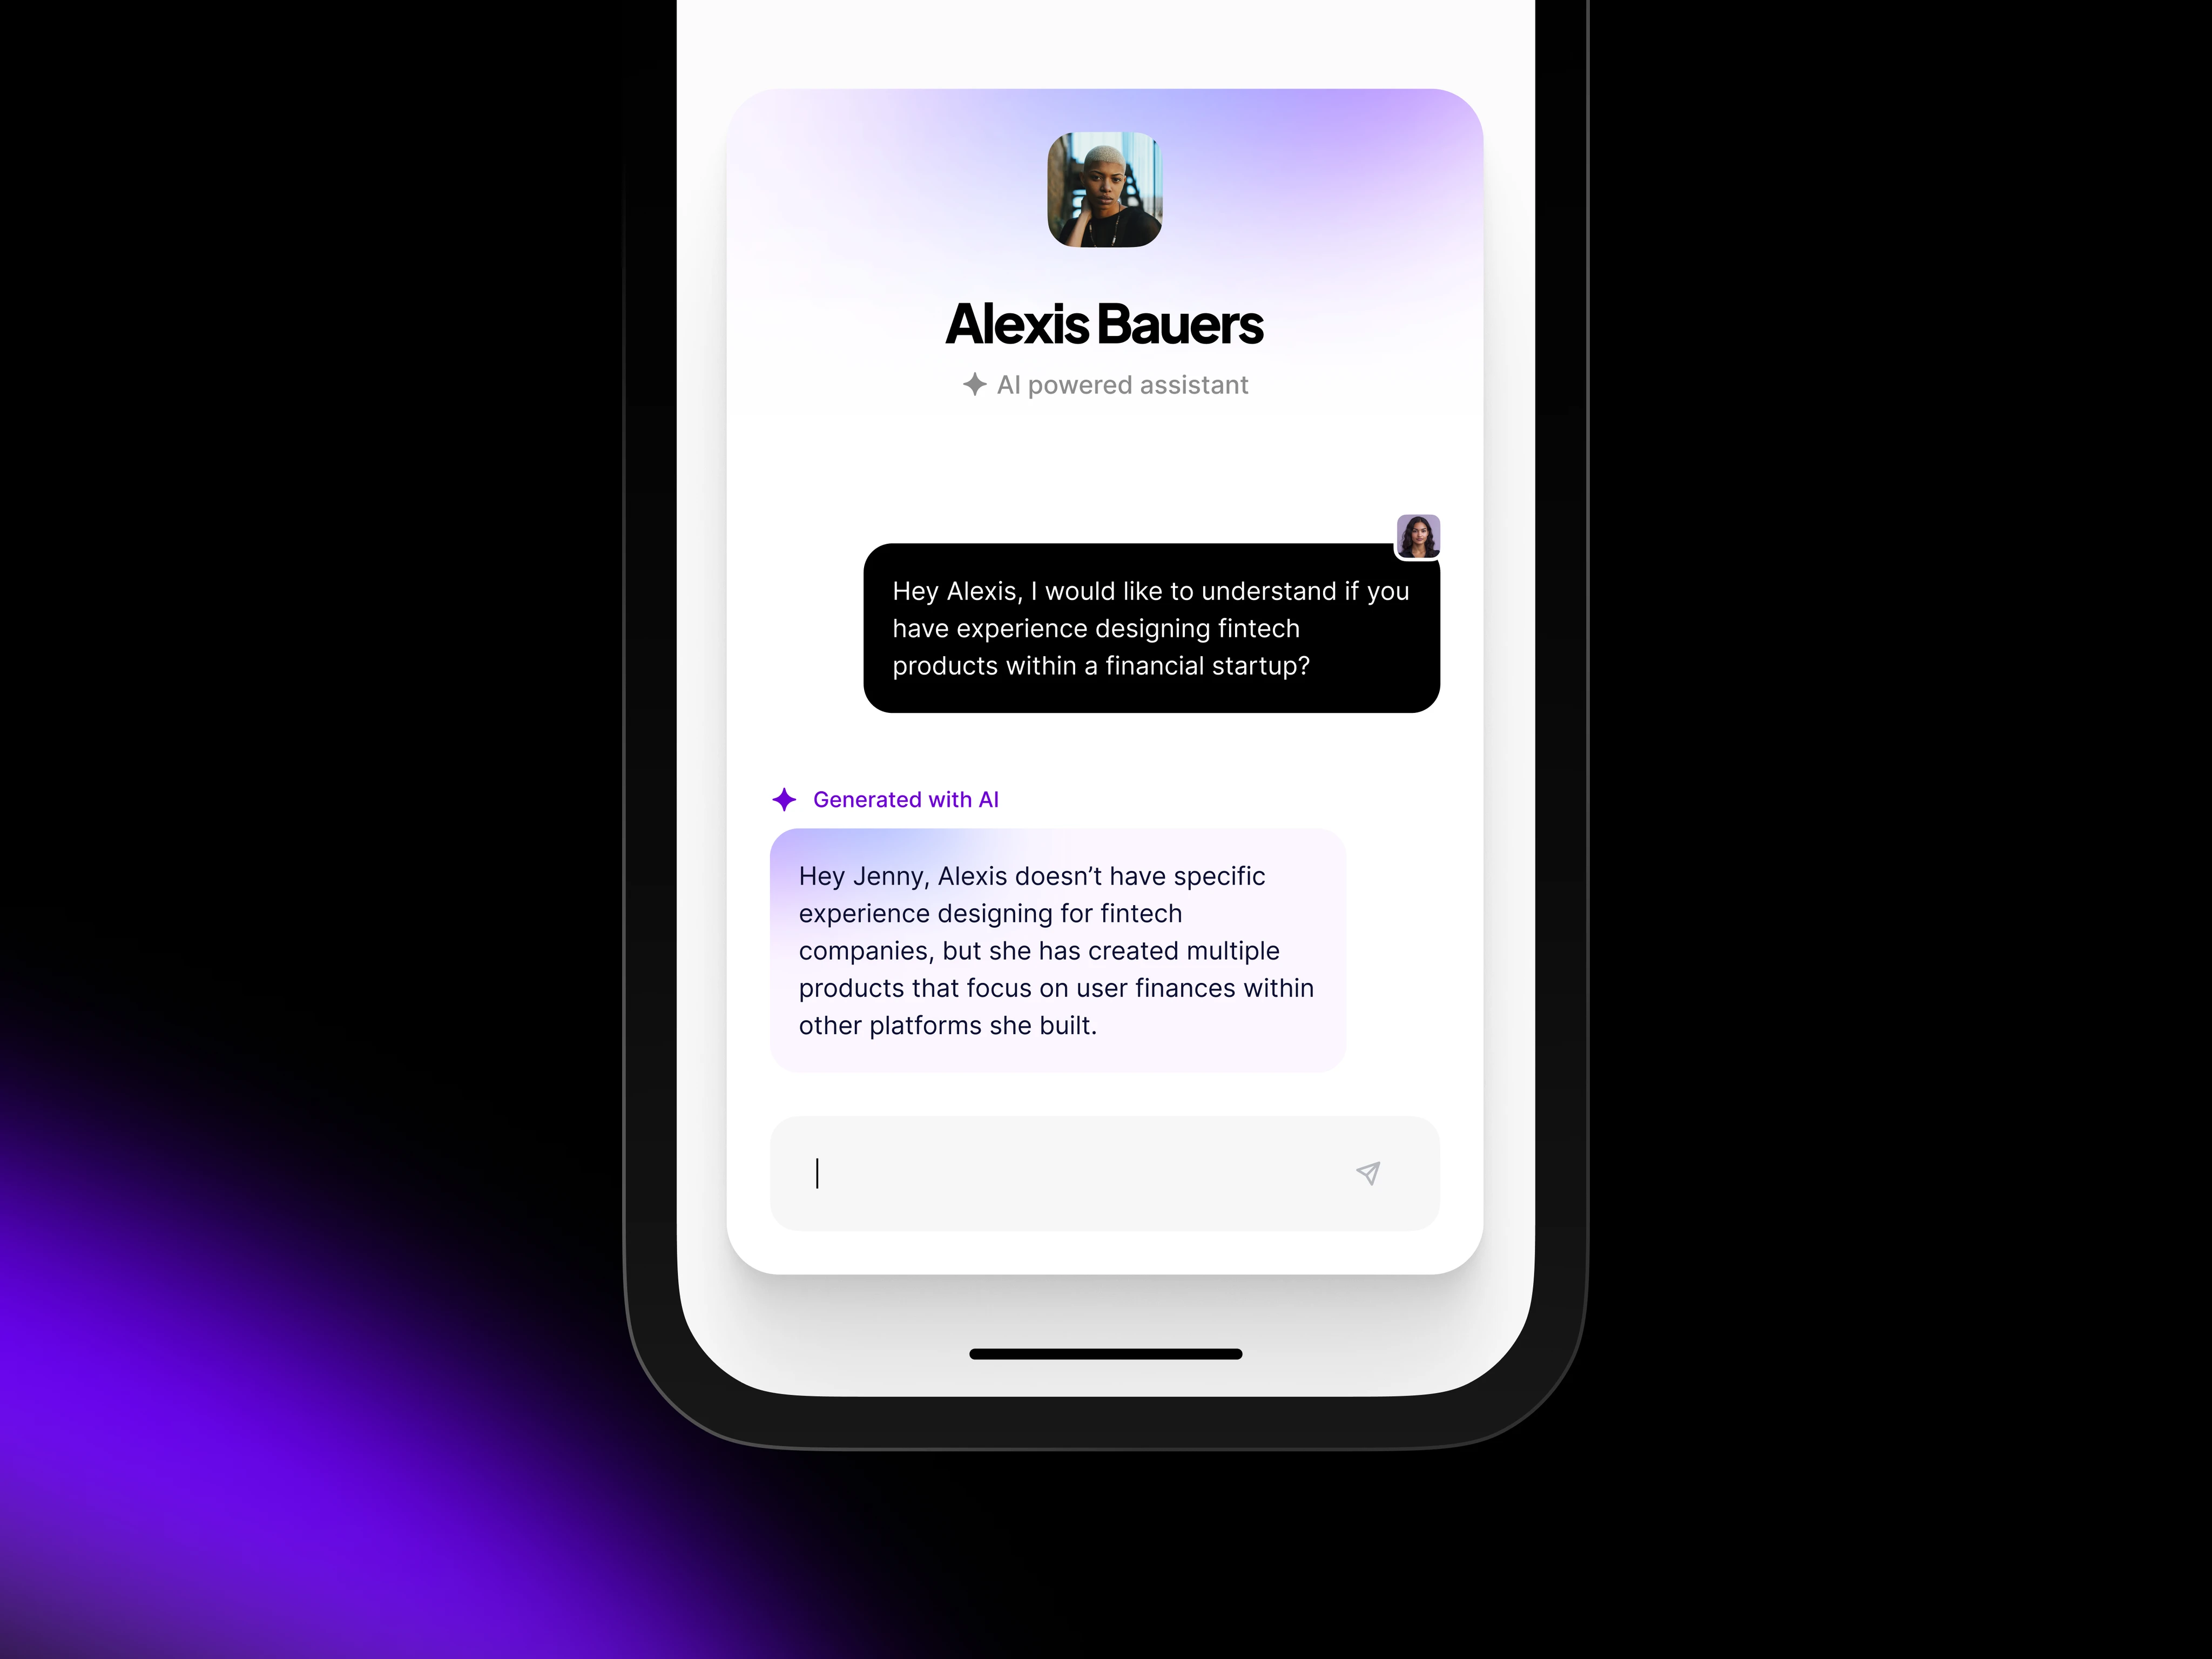 Alexis Bauers
AI powered assistant
Hey Alexis, I would like to understand if you
have experience designing fintech
products within a financial startup?
Generated with AI
Hey Jenny, Alexis doesn’t have specific
experience designing for fintech
companies, but she has created multiple
products that focus on user finances within
other platforms she built.